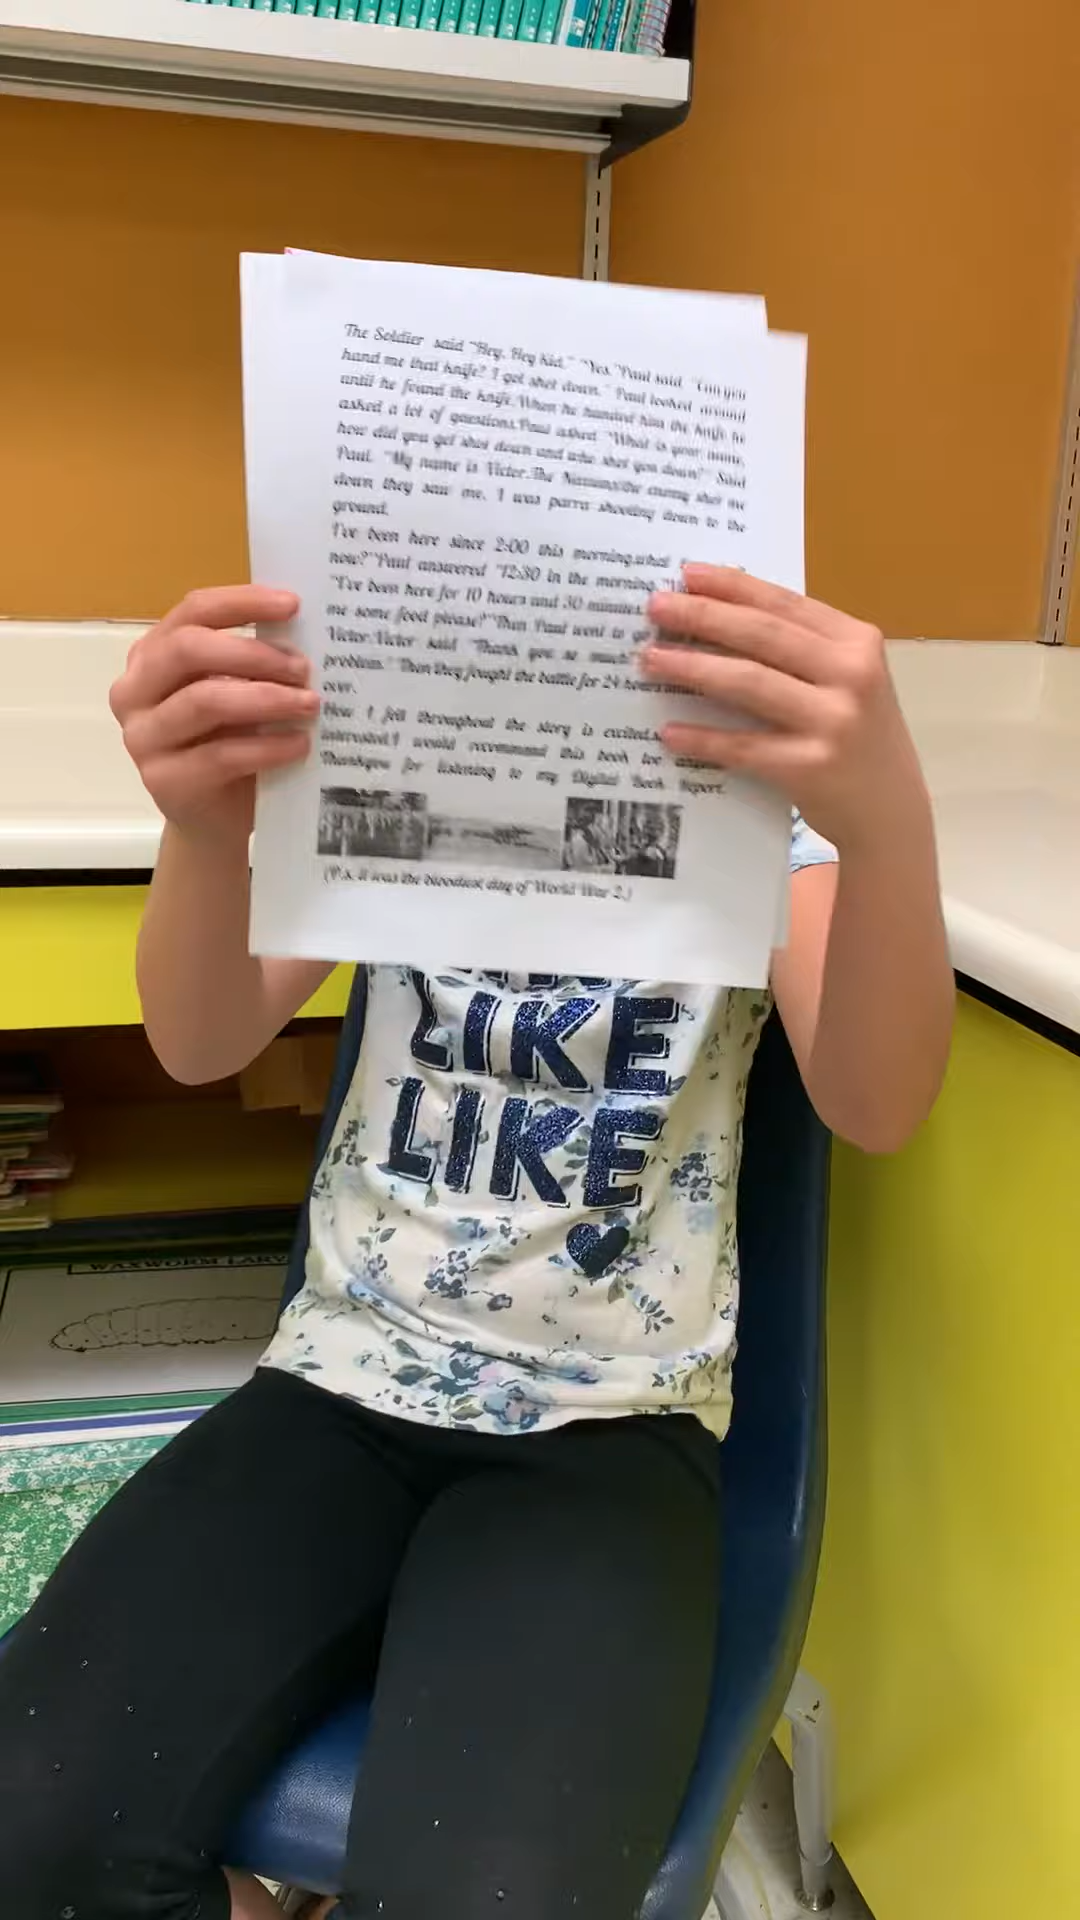 The Soldier said "Hey, Hey Kid." "Yes."Paul said. "Can you
hand me that knife? I got shot down." Paul looked around
until he found the knife.When he handed him the knife he
asked a lot of questions.Paul asked "What is your name,
how did you get shot down and who shot you down?" Said
Paul. "My name is Victor.The enemy shot me
down they saw me. I was parra shooting down to the
ground.
I've been here since 2:00 this morning.what
now?"Paul answered "12:30 in the morning."
"I've been here for 10 hours and 30 minutes.
me some food please?"Then Paul went to go
Victor.Victor said "Thank you so much"
problem." Then they fought the battle for 24 hours
over.
How I felt throughout the story is excited
interested.I would recommend this book
Thankyou for listening to my Digital Book Report.
(P.s. it was the bloodiest day of World War 2.)
LIKE
LIKE
WAXWORM LARV